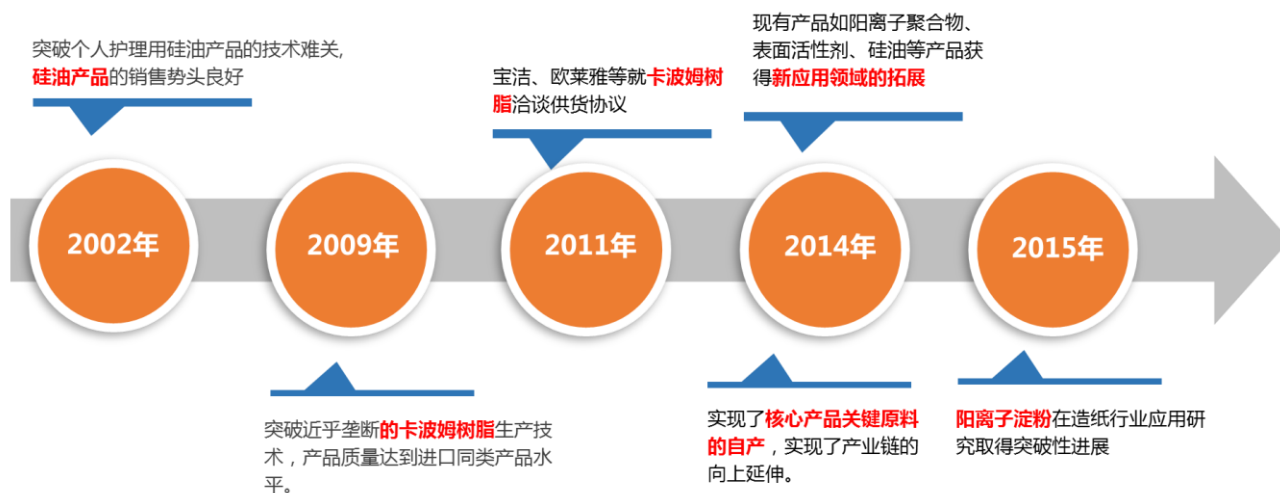 突破个人护理用硅油产品的技术难关,
硅油产品的销售势头良好
宝洁、欧莱雅等就卡波姆树
脂洽谈供货协议
现有产品如阳离子聚合物、
表面活性剂、硅油等产品获
得新应用领域的拓展
2002年
2009年
2011年
2014年
2015年
突破近乎垄断的卡波姆树脂生产技
术，产品质量达到进口同类产品水
平。
实现了核心产品关键原料
的自产，实现了产业链的
向上延伸。
阳离子淀粉在造纸行业应用研
究取得突破性进展